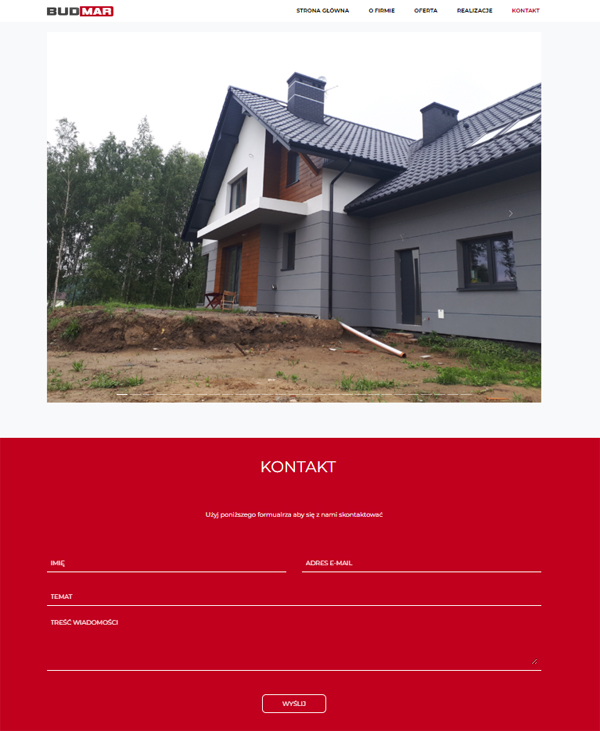 BUDMAR
STRONA GŁÓWNA O FIRMIE OFERTA REALIZACJE KONTAKT
KONTAKT
Użyj poniższego formualrza aby się z nami skontaktować
IMIĘ ADRES E-MAIL
TEMAT
TREŚĆ WIADOMOŚCI
WYŚLIJ